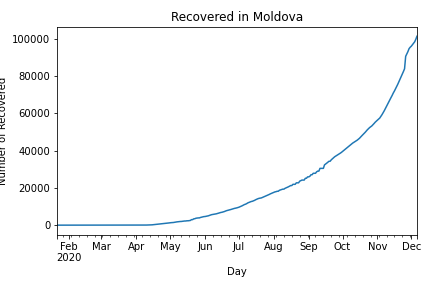 Recovered in Moldova
100000
80000
60000
40000
20000
0
Number of Recovered
Feb Mar Apr May Jun Jul Aug Sep Oct Nov Dec
2020
Day